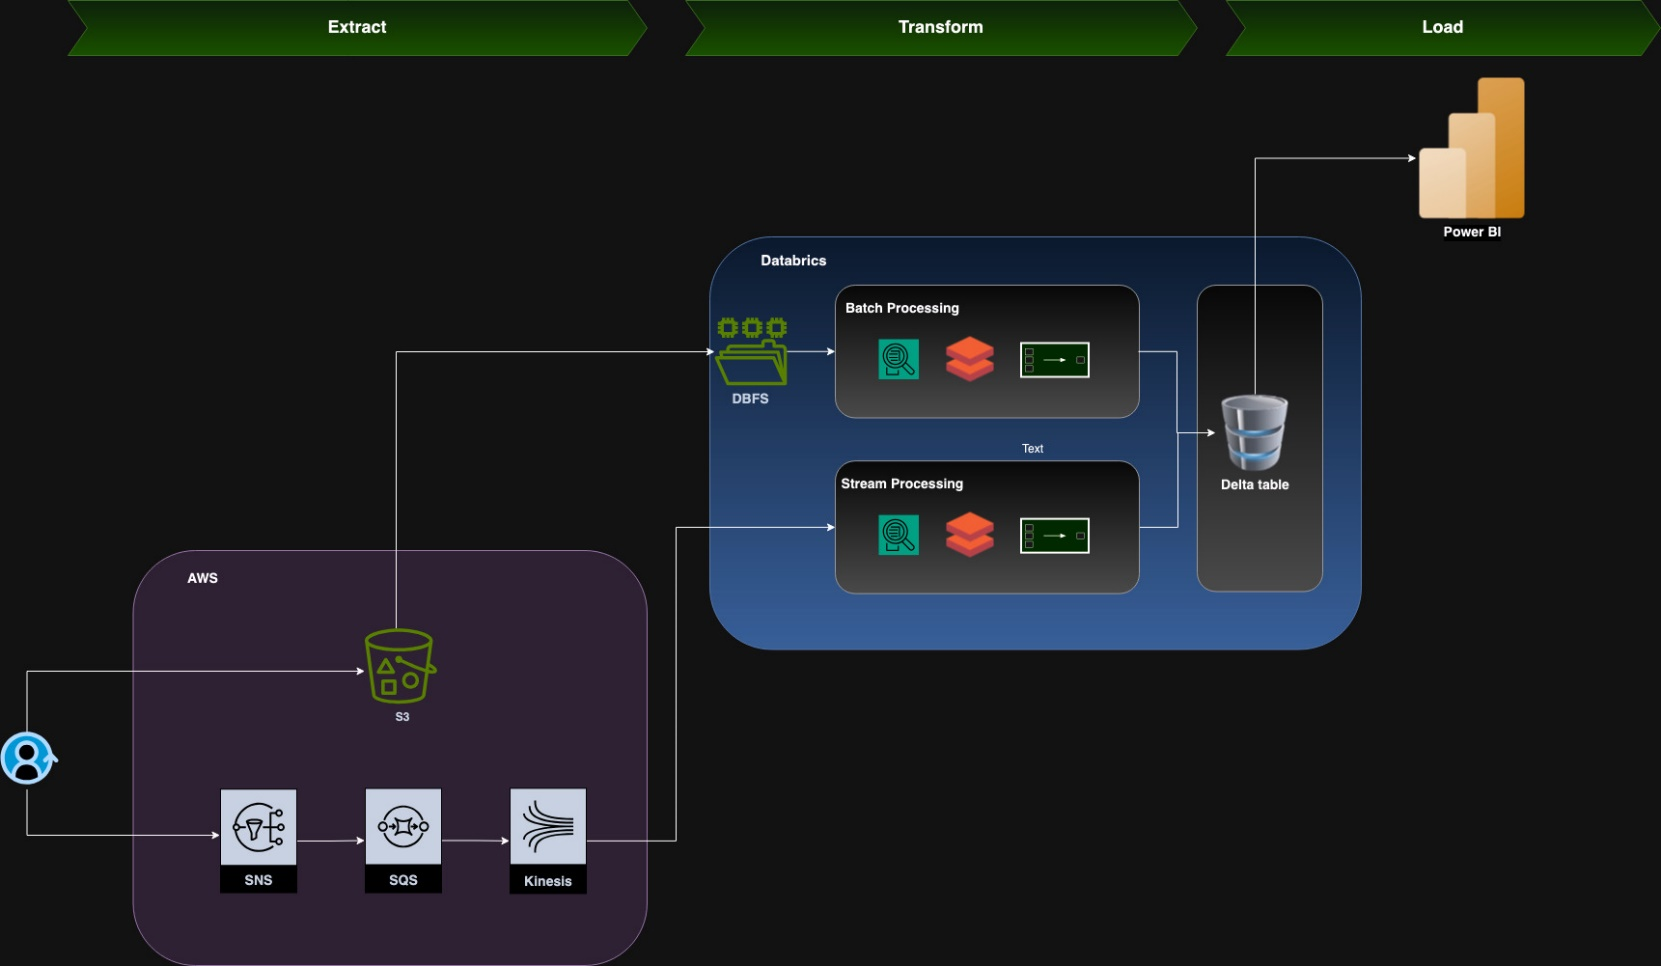 Extract
Transform
Load
Power BI
Databrics
Batch Processing
DBFS
Text
Stream Processing
Delta table
AWS
S3
SNS
SQS
Kinesis